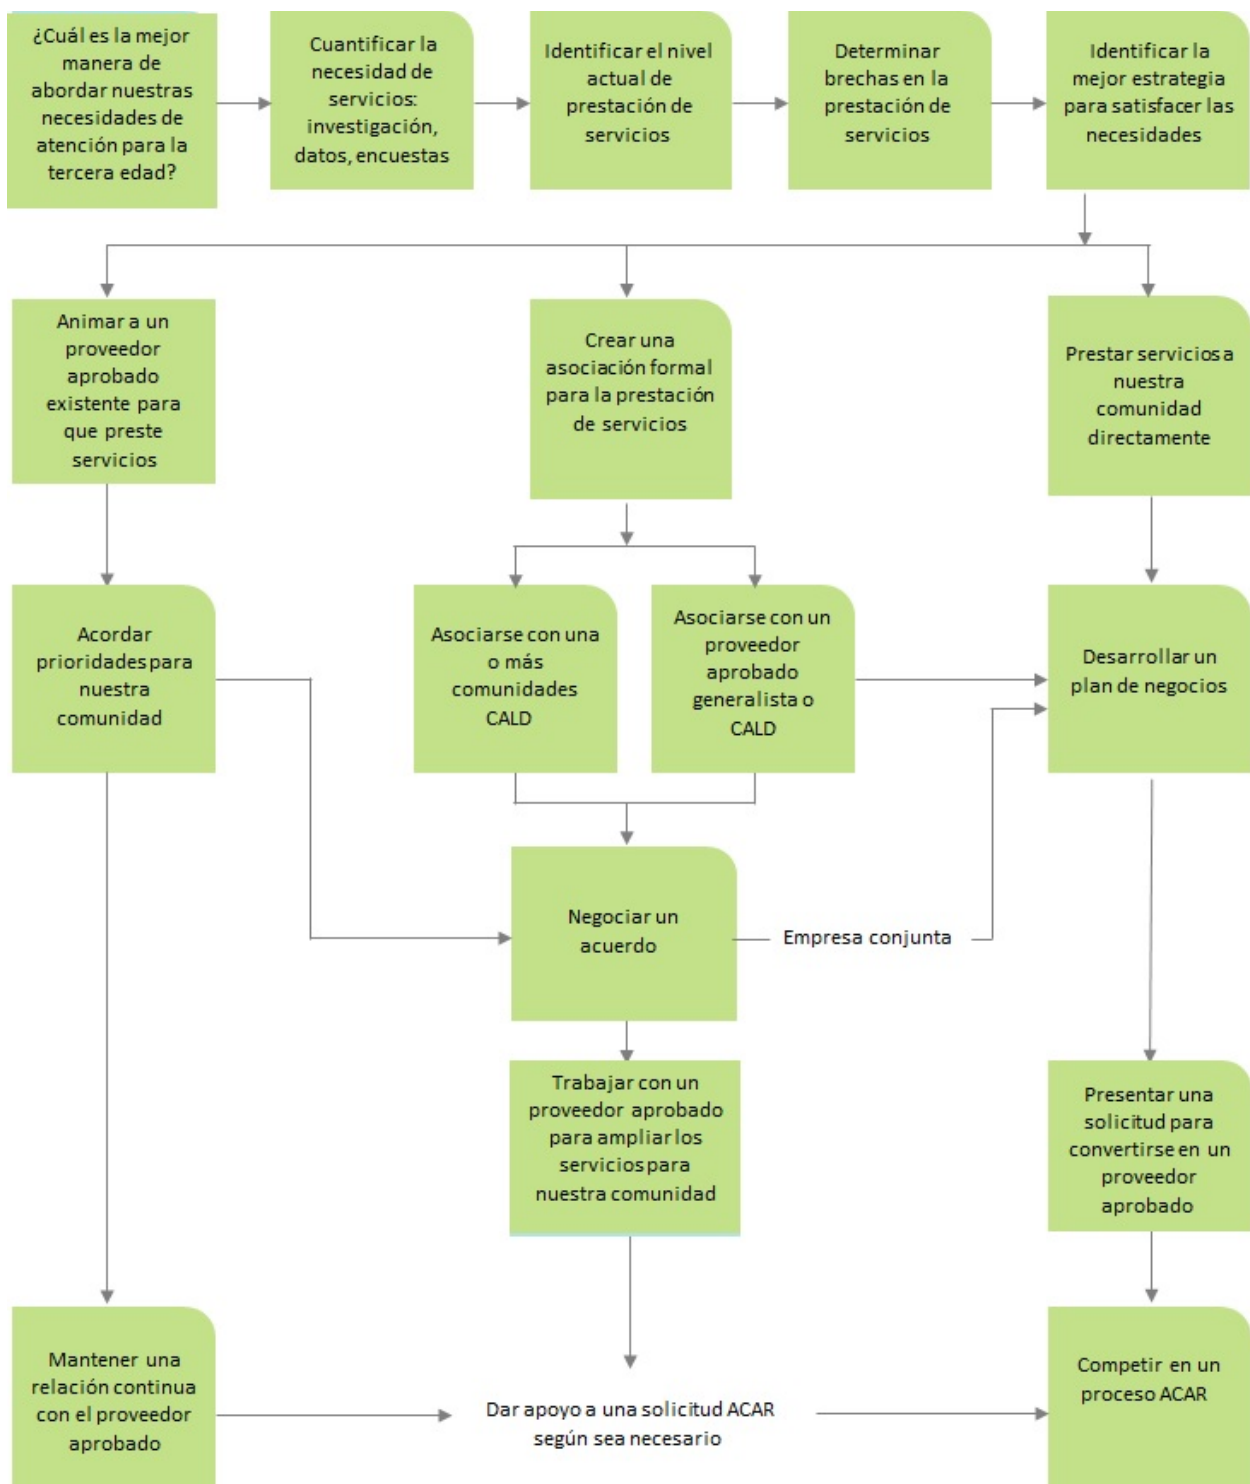 ¿Cuál es la mejor
manera de
abordar nuestras
necesidades de
atención para la
tercera edad?
Cuantificar la
necesidad de
servicios:
investigación,
datos, encuestas
Identificar el nivel
actual de
prestación de
servicios
Determinar
brechas en la
prestación de
servicios
Identificar la
mejor estrategia
para satisfacer las
necesidades
Animar a un
proveedor
aprobado
existente para
que preste
servicios
Crear una
asociación formal
para la prestación
de servicios
Prestar servicios a
nuestra
comunidad
directamente
Acordar
prioridades para
nuestra
comunidad
Asociarse con una
o más
comunidades
CALD
Asociarse con un
proveedor
aprobado
generalista o
CALD
Desarrollar un
plan de negocios
Negociar un
acuerdo
Empresa conjunta
Trabajar con un
proveedor aprobado
para ampliar los
servicios para
nuestra comunidad
Presentar una
solicitud para
convertirse en un
proveedor
aprobado
Mantener una
relación continua
con el proveedor
aprobado
Dar apoyo a una solicitud ACAR
según sea necesario
Competir en un
proceso ACAR